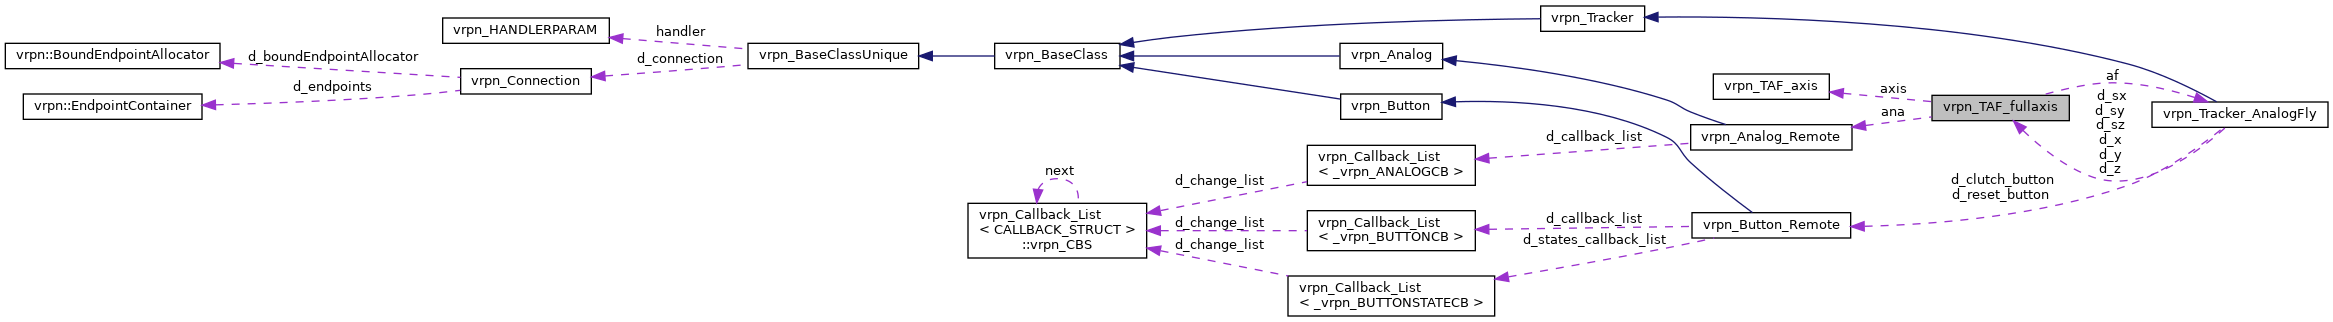 vrpn_Tracker
vrpn_HANDLERPARAM
handler
vrpn::BoundEndpointAllocator
d_boundEndpointAllocator
vrpn_BaseClassUnique
vrpn_BaseClass
vrpn_Analog
d_connection
vrpn_Connection
d_endpoints
vrpn::EndpointContainer
vrpn_Button
vrpn_TAF_axis
axis
ana
vrpn_TAF_fullaxis
af
d_sx
d_sy
d_sz
d_x
d_y
d_z
vrpn_Tracker_AnalogFly
vrpn_Analog_Remote
d_callback_list
vrpn_Callback_List
< _vrpn_ANALOGCB >
d_change_list
next
vrpn_Callback_List
< CALLBACK_STRUCT >
::vrpn_CBS
d_change_list
d_change_list
vrpn_Callback_List
< _vrpn_BUTTONCB >
d_callback_list
d_states_callback_list
d_clutch_button
d_reset_button
vrpn_Button_Remote
vrpn_Callback_List
< _vrpn_BUTTONSTATECB >